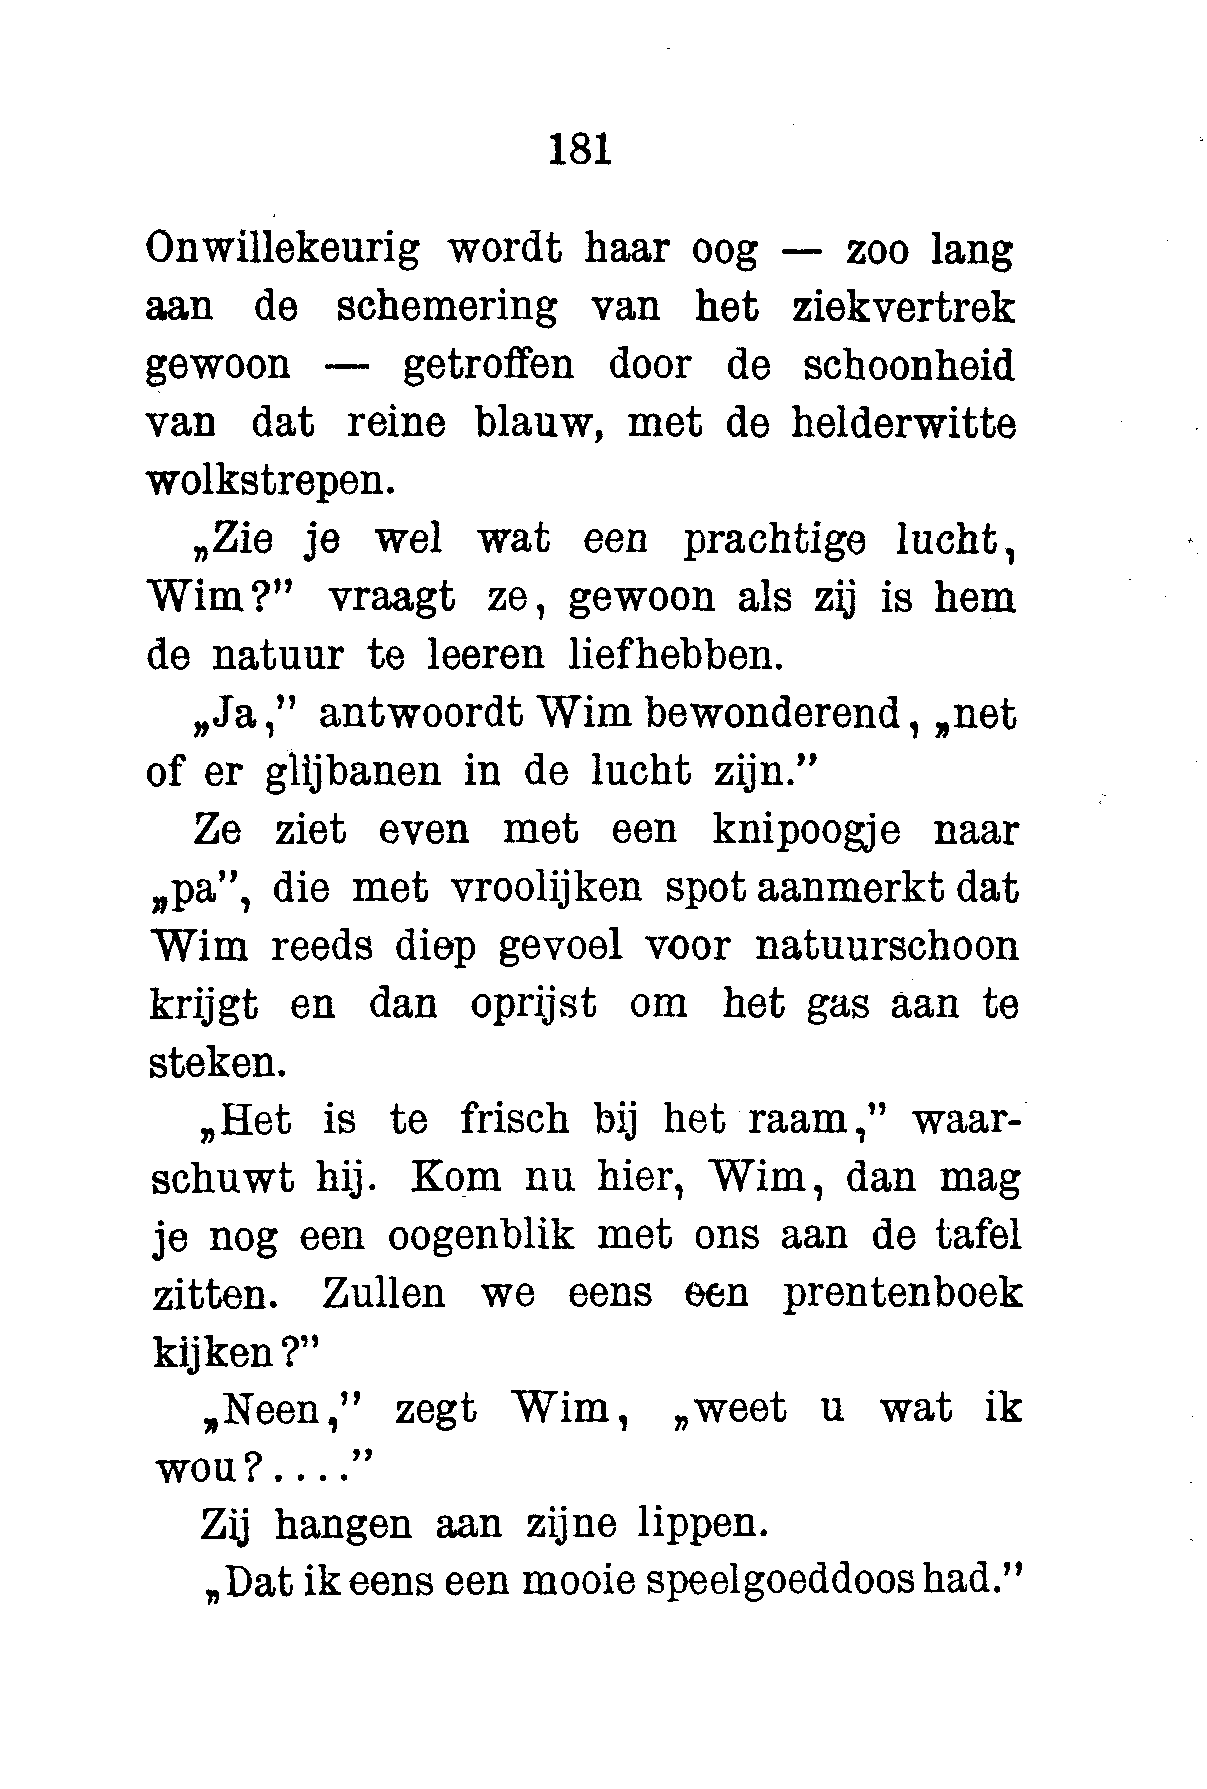 181
Onwillekeurig wordt haar oog — zoo lang
aan de schemering van het ziekvertrek
gewoon — getroffen door de schoonheid
van dat reine blauw, met de helderwitte
wolkstrepen.
„Zie je wel wat een prachtige lucht,
Wim?” vraagt ze, gewoon als zij is hem
de natuur te leeren liefhebben.
„Ja,” antwoordt Wim bewonderend, „net
of er glijbanen in de lucht zijn.”
Ze ziet even met een knipoogje naar
„pa”, die met vroolijken spot aanmerkt dat
Wim reeds diep gevoel voor natuurschoon
krijgt en dan oprijst om het gas aan te
steken.
„Het is te frisch bij het raam,” waar-
schuwt hij. Kom nu hier, Wim, dan mag
je nog een oogenblik met ons aan de tafel
zitten. Zullen we eens een prentenboek
kijken?”
„Neen,” zegt Wim, „weet u wat ik
wou?....”
Zij hangen aan zijne lippen.
„Dat ik eens een mooie speelgoeddoos had.”